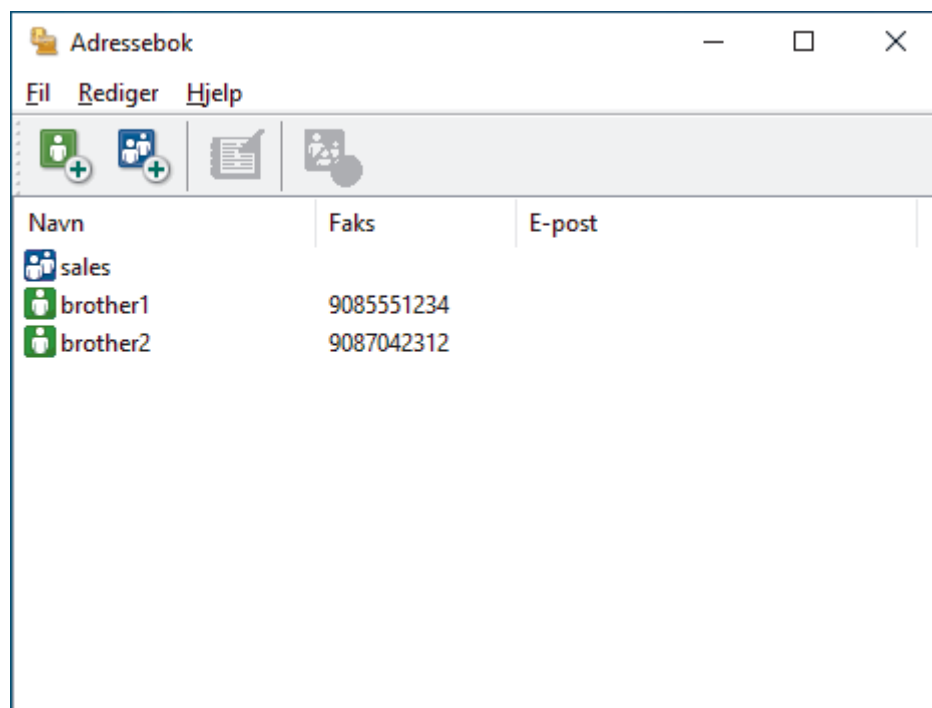 Adressebok
Fil Rediger Hjelp
Navn Faks E-post
sales
brother1 9085551234
brother2 9087042312